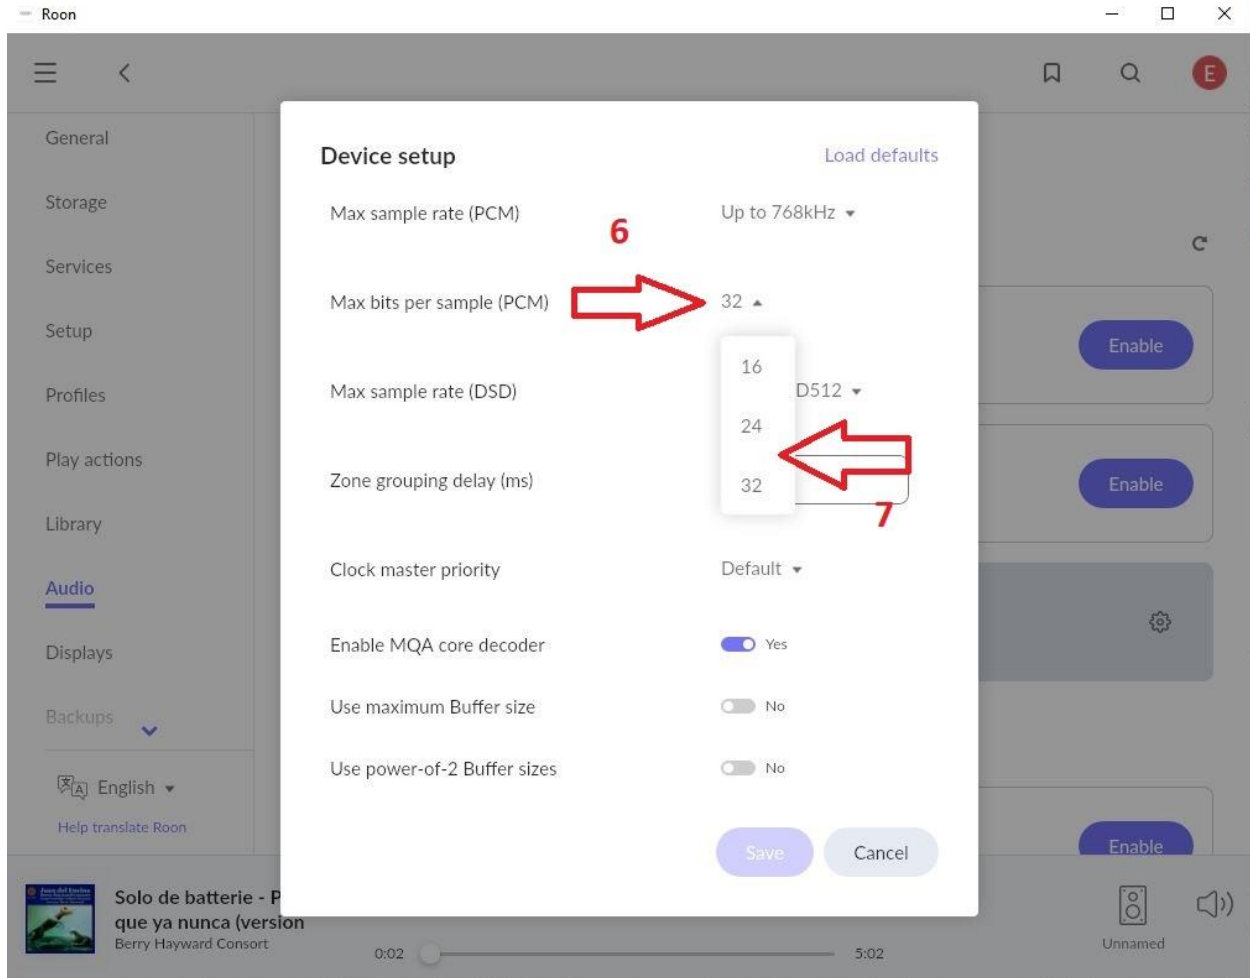 Roon
E
General
Storage
Services
Setup
Profiles
Play actions
Library
Audio
Displays
Backups
English
Help translate Roon
Device setup
Load defaults
Max sample rate (PCM)
Up to 768kHz
6
Max bits per sample (PCM)
32
16
24
32
Max sample rate (DSD)
D512
Zone grouping delay (ms)
7
Clock master priority
Default
Enable MQA core decoder
Yes
Use maximum Buffer size
No
Use power-of-2 Buffer sizes
No
Save
Cancel
Enable
Enable
Enable
Solo de batterie - P
que ya nunca (version
Berry Hayward Consort
0:02
5:02
Unnamed